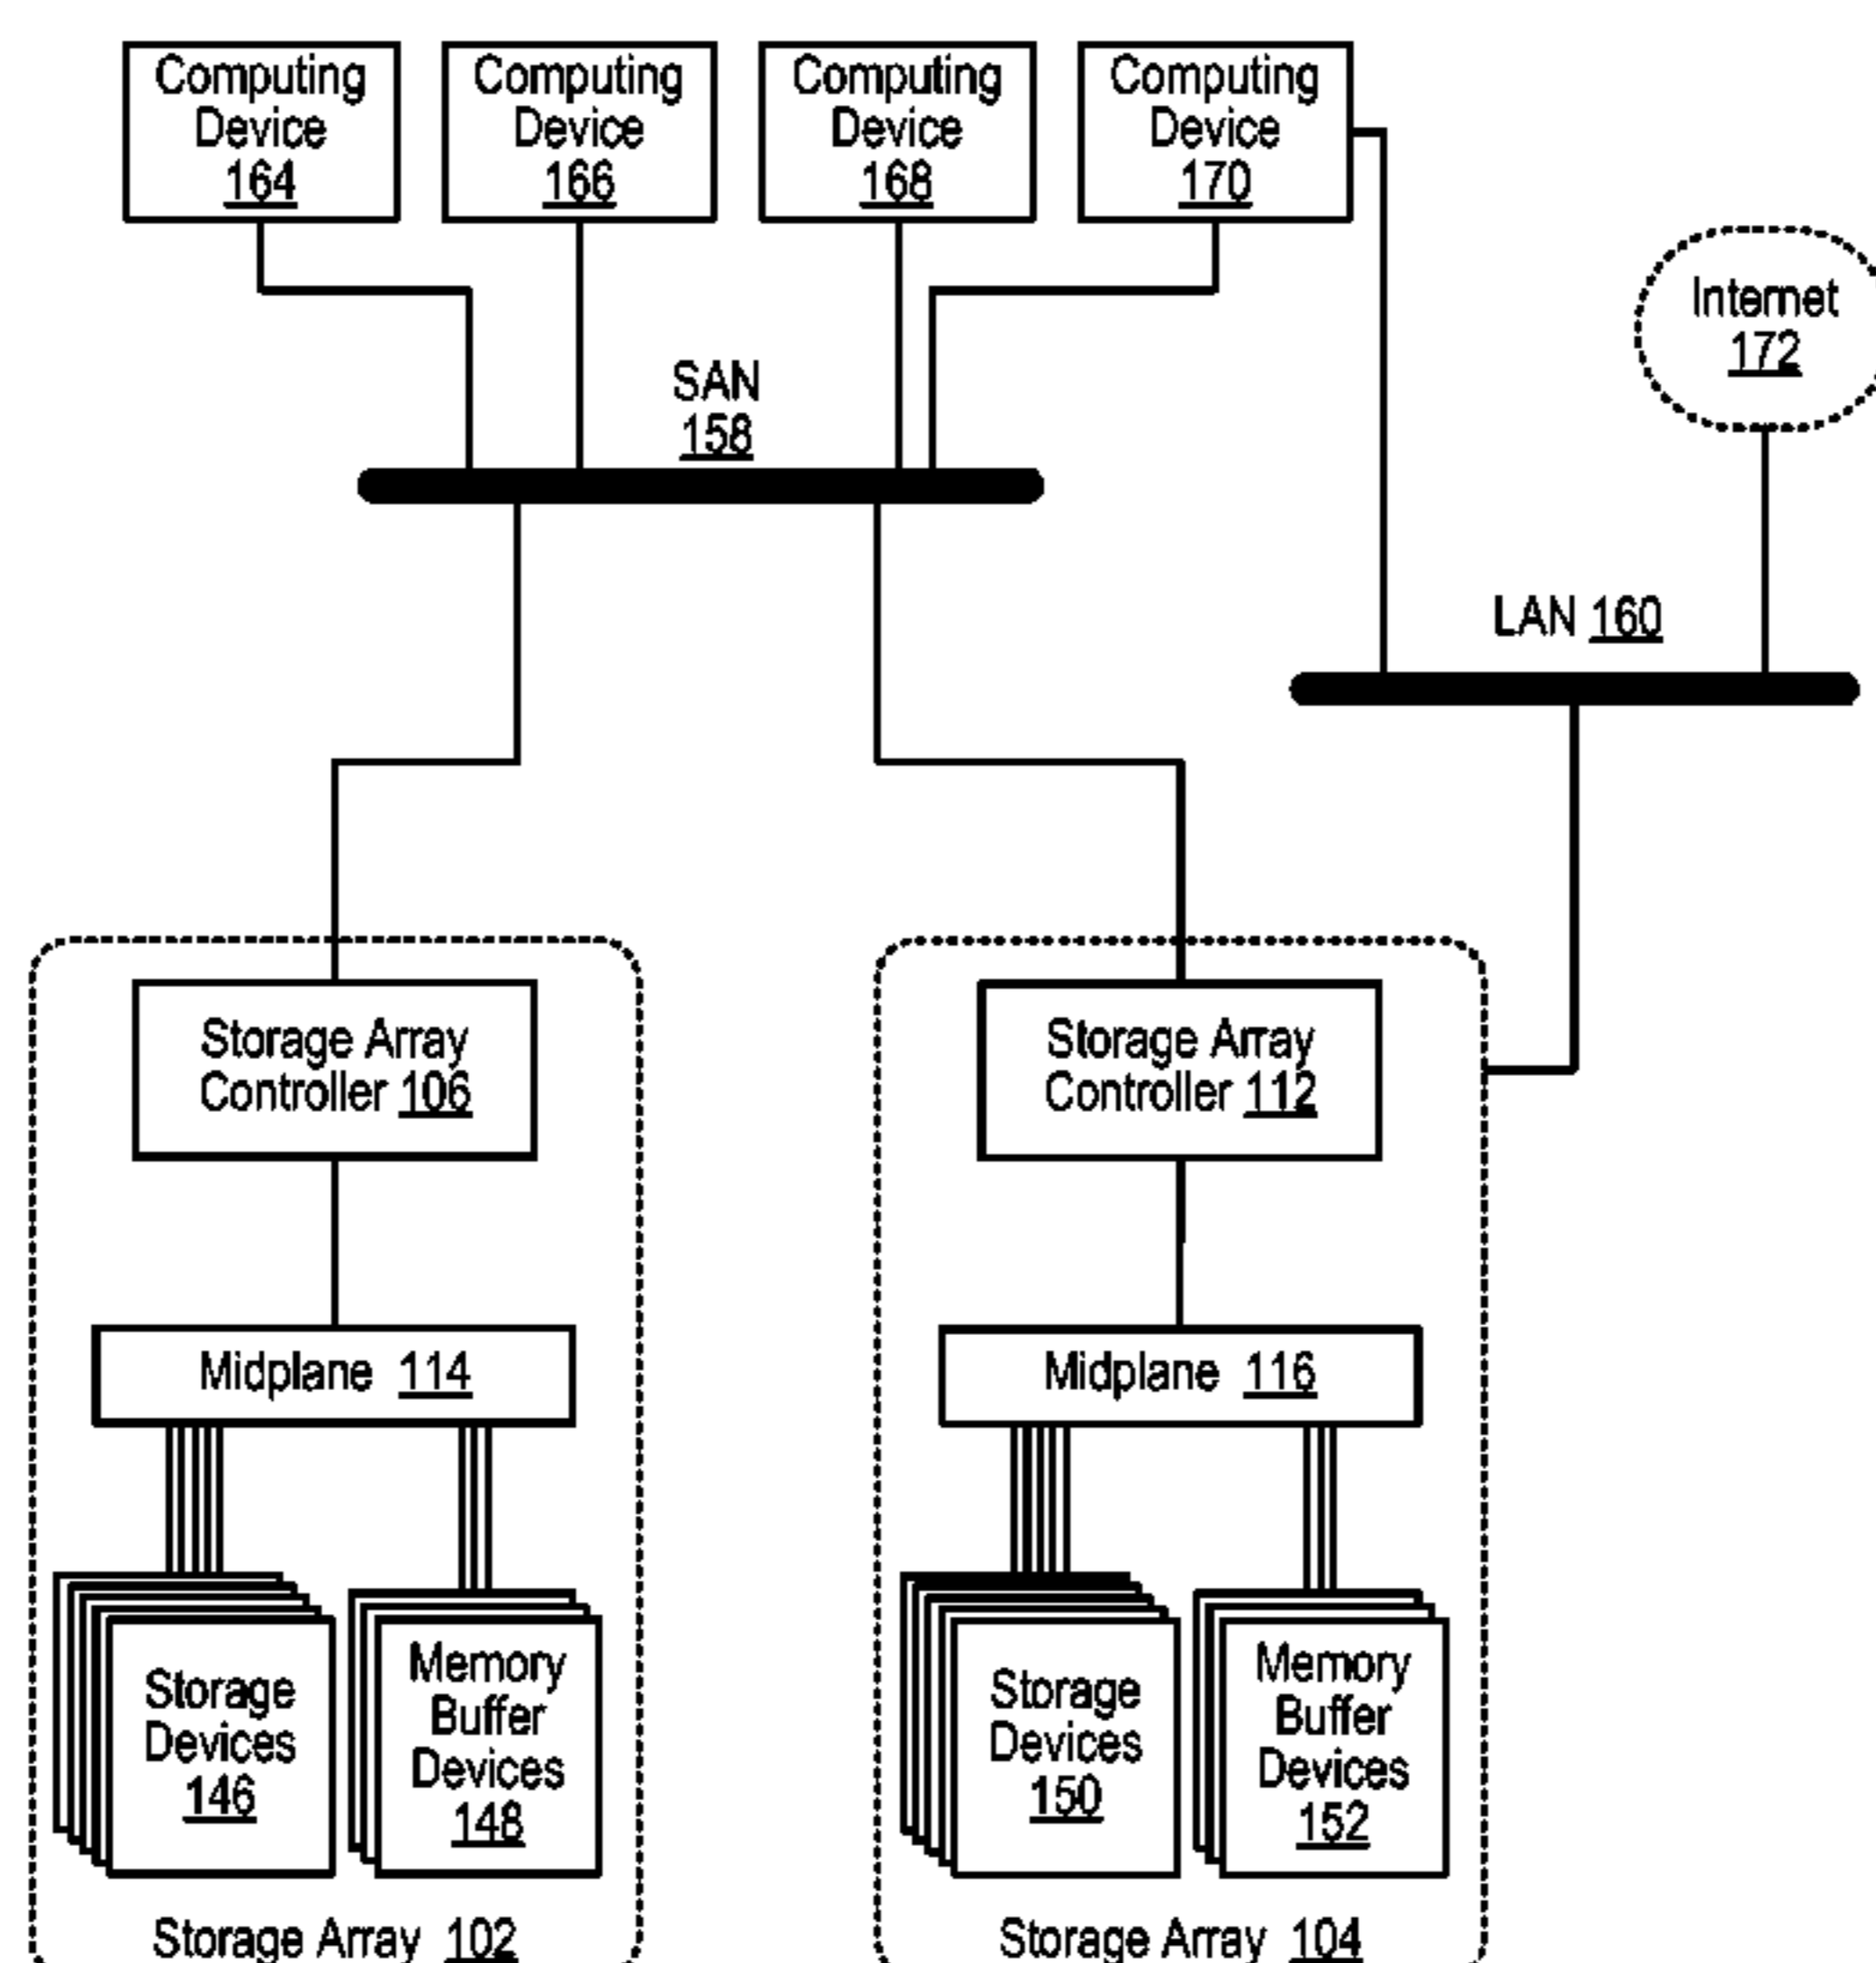 Computing
Device
164
Computing
Device
166
Computing
Device
168
Computing
Device
170
Internet
172
SAN
158
LAN 160
Storage Array
Controller 106
Storage Array
Controller 112
Midplane 114
Midplane 116
Storage
Devices
146
Memory
Buffer
Devices
148
Storage
Devices
150
Memory
Buffer
Devices
152
Storage Array 102
Storage Array 104